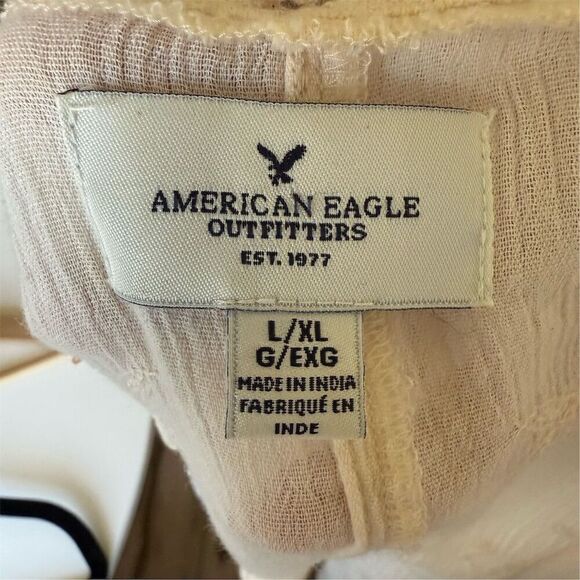 AMERICAN EAGLE
OUTFITTERS
EST. 1977
L/XL
G/EXG
MADE IN INDIA
FABRIQUÉ EN
INDE